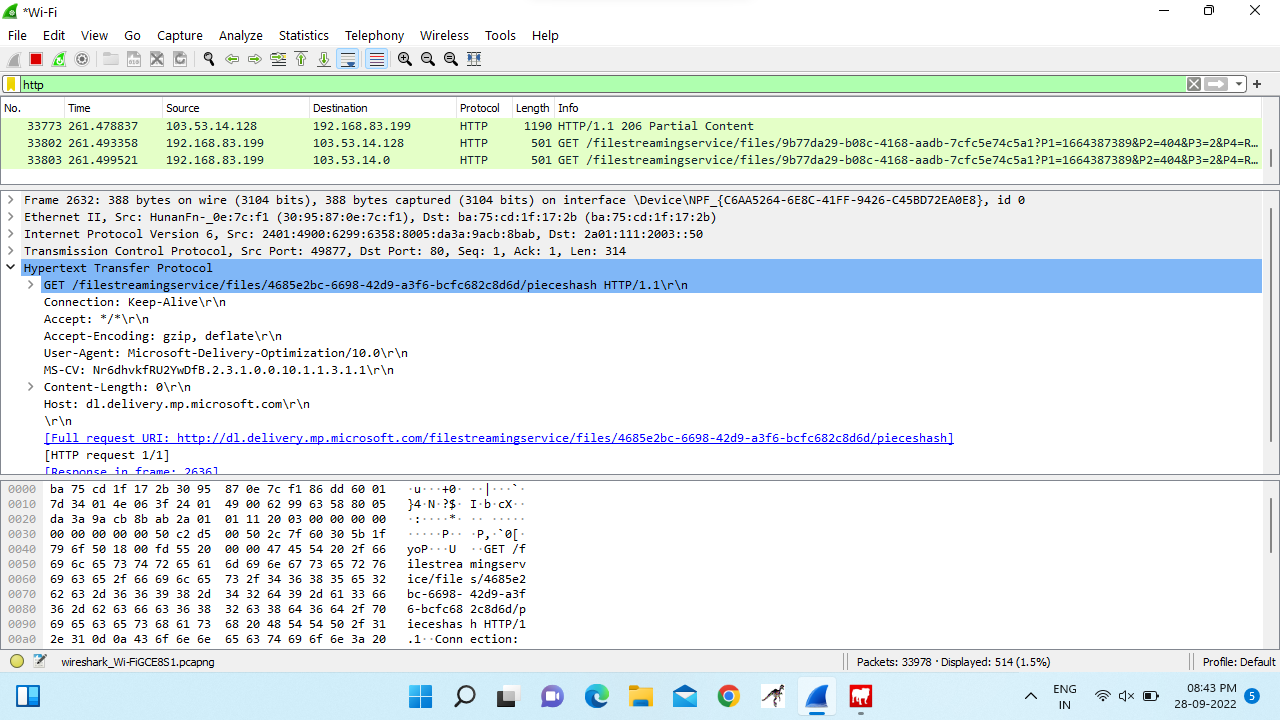 *Wi-Fi
File Edit View Go Capture Analyze Statistics Telephony Wireless Tools Help
http
No. Time Source Destination Protocol Length Info
33773 261.478837 103.53.14.128 192.168.83.199 HTTP 1190 HTTP/1.1 206 Partial Content
33802 261.493358 192.168.83.199 103.53.14.128 HTTP 501 GET /filestreamingservice/files/9b77da29-b08c-4168-aadb-7cfc5e74c5a1?P1=1664387389&P2=404&P3=2&P4=R…
33803 261.499521 192.168.83.199 103.53.14.0 HTTP 501 GET /filestreamingservice/files/9b77da29-b08c-4168-aadb-7cfc5e74c5a1?P1=1664387389&P2=404&P3=2&P4=R…
Frame 2632: 388 bytes on wire (3104 bits), 388 bytes captured (3104 bits) on interface \Device\NPF_{C6AA5264-6E8C-41FF-9426-C45BD72EA0E8}, id 0
Ethernet II, Src: HunanFn-_0e:7c:f1 (30:95:87:0e:7c:f1), Dst: ba:75:cd:1f:17:2b (ba:75:cd:1f:17:2b)
Internet Protocol Version 6, Src: 2401:4900:6299:6358:8005:da3a:9acb:8bab, Dst: 2a01:111:2003::50
Transmission Control Protocol, Src Port: 49877, Dst Port: 80, Seq: 1, Ack: 1, Len: 314
Hypertext Transfer Protocol
GET /filestreamingservice/files/4685e2bc-6698-42d9-a3f6-bcfc682c8d6d/pieceshash HTTP/1.1\r\n
Connection: Keep-Alive\r\n
Accept: */*\r\n
Accept-Encoding: gzip, deflate\r\n
User-Agent: Microsoft-Delivery-Optimization/10.0\r\n
MS-CV: Nr6dhvkfRU2YwDfB.2.3.1.0.0.10.1.1.3.1.1\r\n
Content-Length: 0\r\n
Host: dl.delivery.mp.microsoft.com\r\n
\r\n
[Full request URI: http://dl.delivery.mp.microsoft.com/filestreamingservice/files/4685e2bc-6698-42d9-a3f6-bcfc682c8d6d/pieceshash]
[HTTP request 1/1]
[Response in frame: 2636]
0000 ba 75 cd 1f 17 2b 30 95 87 0e 7c f1 86 dd 60 01 ·u···+0· ··|···`·
0010 7d 34 01 4e 06 3f 24 01 49 00 62 99 63 58 80 05 }4·N·?$· I·b·cX··
0020 da 3a 9a cb 8b ab 2a 01 01 11 20 03 00 00 00 00 ·:····*· ·· ·····
0030 00 00 00 00 00 50 c2 d5 00 50 2c 7f 60 30 5b 1f ·····P·· ·P,·`0[·
0040 79 6f 50 18 00 fd 55 20 00 00 47 45 54 20 2f 66 yoP···U ··GET /f
0050 69 6c 65 73 74 72 65 61 6d 69 6e 67 73 65 72 76 ilestrea mingserv
0060 69 63 65 2f 66 69 6c 65 73 2f 34 36 38 35 65 32 ice/file s/4685e2
0070 62 63 2d 36 36 39 38 2d 34 32 64 39 2d 61 33 66 bc-6698- 42d9-a3f
0080 36 2d 62 63 66 63 36 38 32 63 38 64 36 64 2f 70 6-bcfc68 2c8d6d/p
0090 69 65 63 65 73 68 61 73 68 20 48 54 54 50 2f 31 ieceshas h HTTP/1
00a0 2e 31 0d 0a 43 6f 6e 6e 65 63 74 69 6f 6e 3a 20 .1··Conn ection:
wireshark_Wi-FiGCE8S1.pcapng Packets: 33978 · Displayed: 514 (1.5%) Profile: Default
ENG
IN
08:43 PM
28-09-2022
5